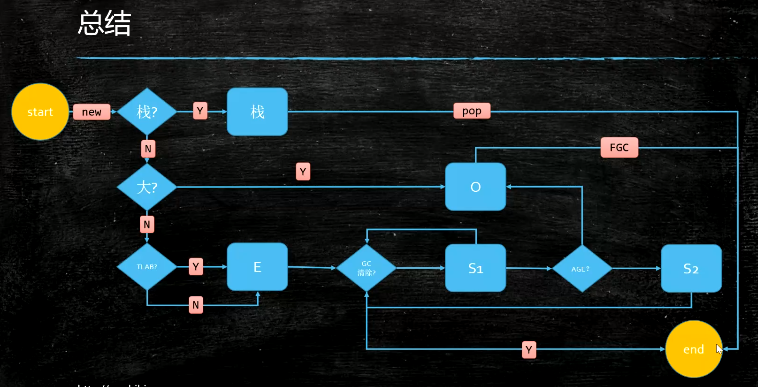 总结
start
new
栈?
Y
栈
pop
N
FGC
大?
Y
O
N
TLAB?
Y
E
GC
清除?
S1
AGE?
S2
N
Y
end